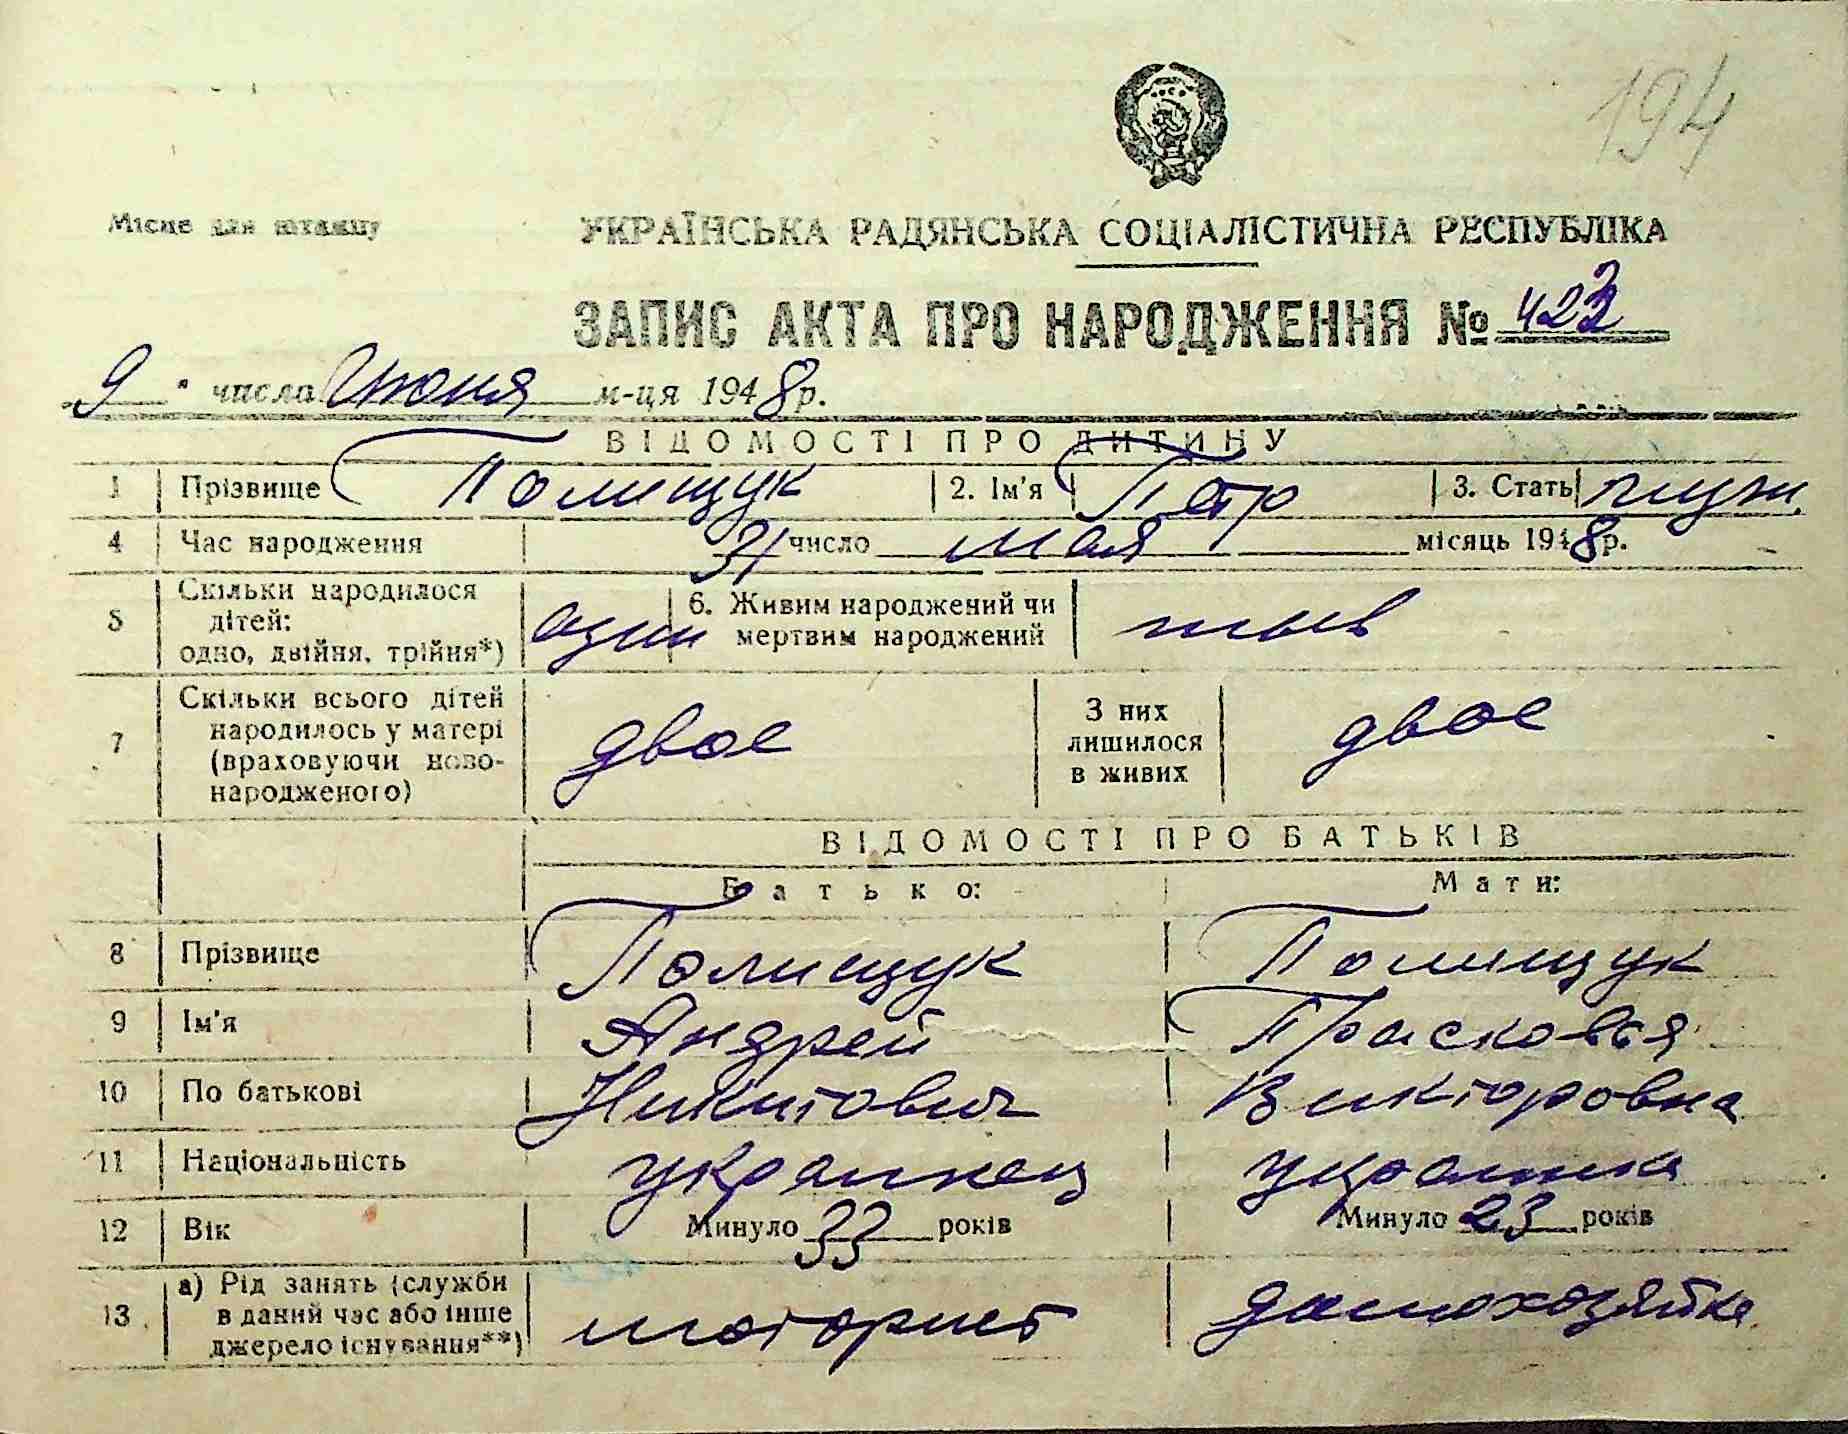 194
Місце для штампу
УКРАЇНСЬКА РАДЯНСЬКА СОЦІАЛІСТИЧНА РЕСПУБЛІКА
ЗАПИС АКТА ПРО НАРОДЖЕННЯ № 423
9 числа Июня м-ця 1948 р.
ВІДОМОСТІ ПРО ДИТИНУ
1 Прізвище Полищук 2. Ім'я Петр 3. Стать муж.
4 Час народження 31 число мая місяць 1948 р.
5 Скільки народилося дітей: одно, двійня, трійня*) один 6. Живим народжений чи мертвим народжений жыв
7 Скільки всього дітей народилось у матері (враховуючи ново-народженого) двое З них лишилося в живих двое
ВІДОМОСТІ ПРО БАТЬКІВ
Батько: Мати:
8 Прізвище Полищук Полищук
9 Ім'я Андрей Прасковья
10 По батькові Никитович Викторовна
11 Національність украинец украинка
12 Вік Минуло 33 років Минуло 23 років
13. а) Рід занять (служби в даний час або інше джерело існування**) моторист домохозяйка